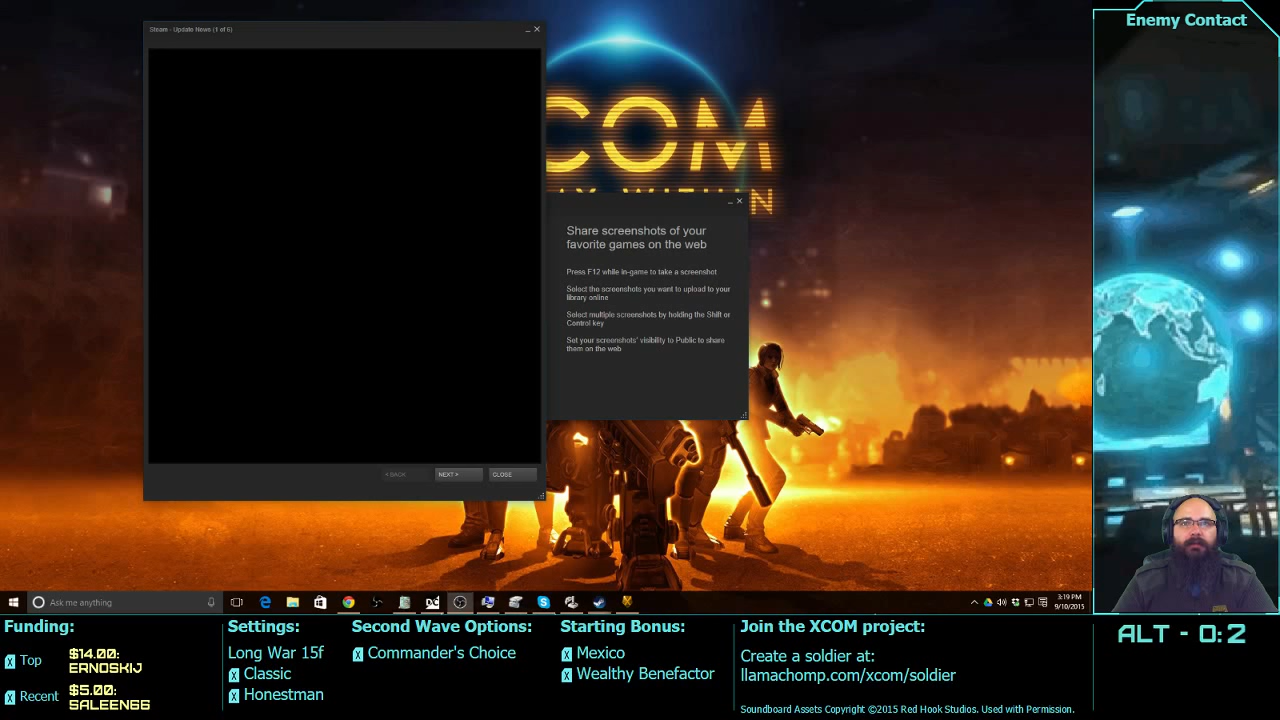 Steam - Update News (1 of 6)
Enemy Contact
COM
Share screenshots of your
favorite games on the web
Press F12 while in-game to take a screenshot
Select the screenshots you want to upload to your
library online
Select multiple screenshots by holding the Shift or
Control key
Set your screenshots' visibility to Public to share
them on the web
< BACK
NEXT >
CLOSE
Ask me anything
3:19 PM
9/10/2015
Funding:
Top
$14.00:
ERNOSKIJ
Recent
$5.00:
SALEEN66
Settings:
Long War 15f
Classic
Honestman
Second Wave Options:
Commander's Choice
Starting Bonus:
Mexico
Wealthy Benefactor
Join the XCOM project:
Create a soldier at:
llamachomp.com/xcom/soldier
Soundboard Assets Copyright ©2015 Red Hook Studios. Used with Permission.
ALT - 0:2